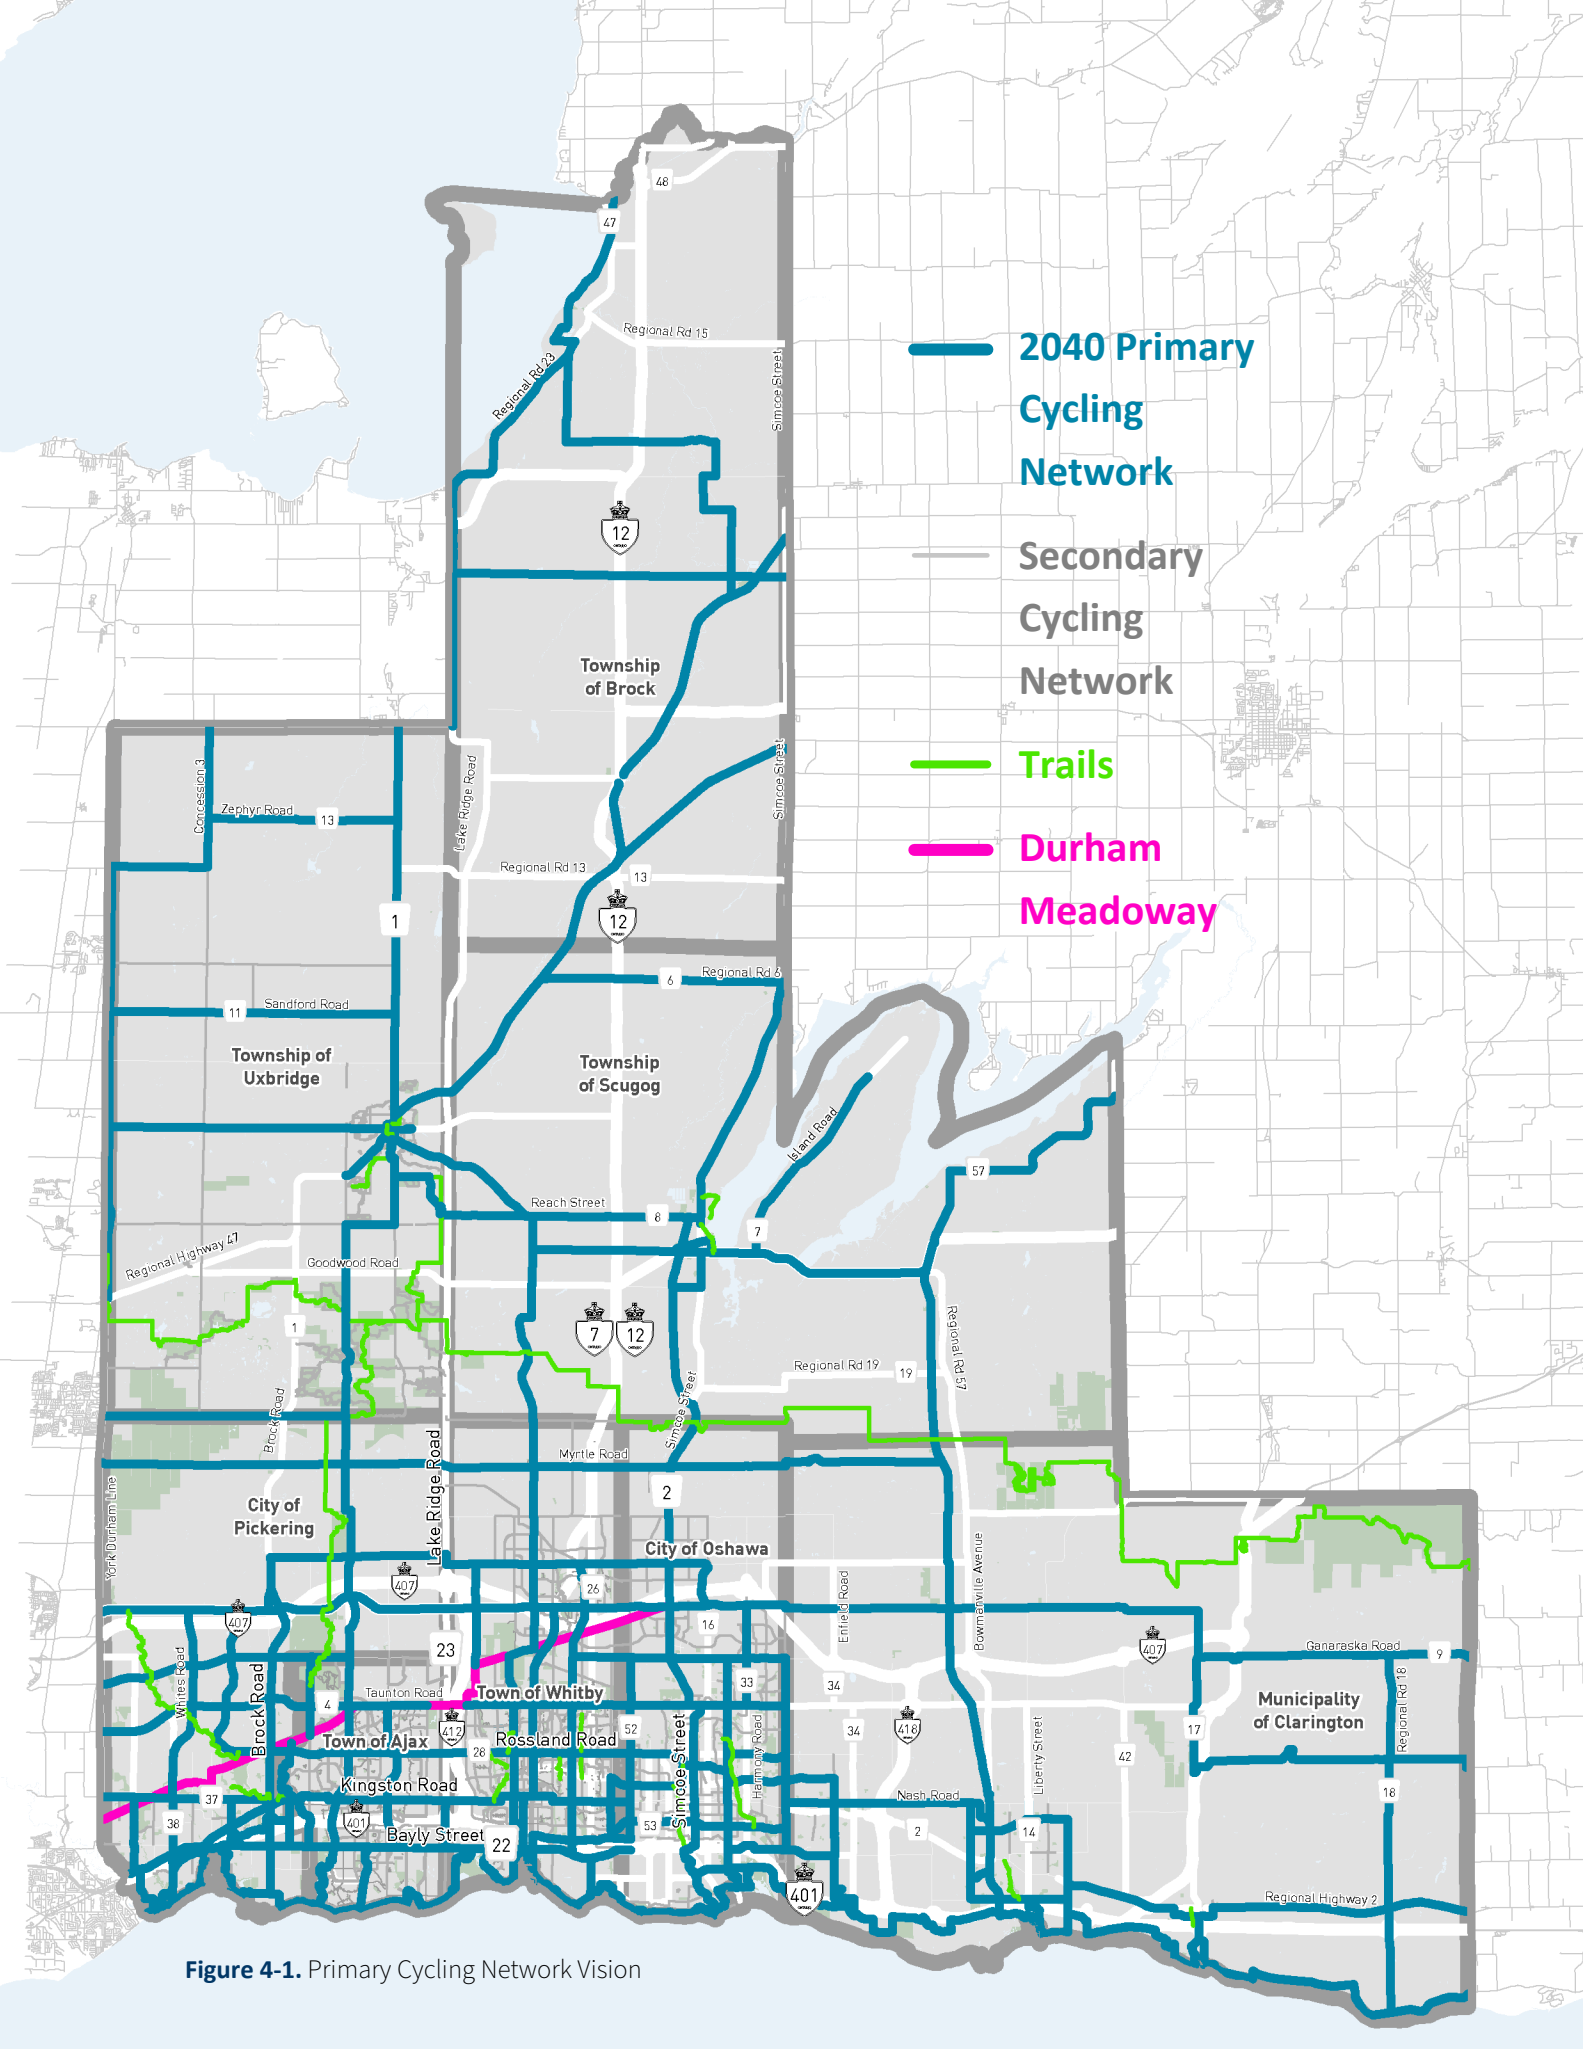 48
47
Regional Rd 15
Regional Rd 23
Simcoe Street
2040 Primary
Cycling
Network
Secondary
Cycling
Network
Trails
Durham
Meadoway
12
ONTARIO
Township
of Brock
Concession 3
Zephyr Road
13
Lake Ridge Road
Simcoe Street
Regional Rd 13
13
1
12
ONTARIO
6
Regional Rd 6
Sandford Road
11
Township of
Uxbridge
Township
of Scugog
Island Road
57
Reach Street
8
7
Regional Highway 47
Goodwood Road
1
7
ONTARIO
12
ONTARIO
Regional Rd 19
19
Regional Rd 57
Brock Road
Simcoe Street
Lake Ridge Road
Myrtle Road
York Durham Line
City of
Pickering
2
City of Oshawa
407
26
Enfield Road
Bowmanville Avenue
407
16
23
407
Ganaraska Road
9
Whites Road
Brock Road
4
Taunton Road
Town of Whitby
33
34
Municipality
of Clarington
Regional Rd 18
Town of Ajax
412
28
Rossland Road
52
Simcoe Street
Harmony Road
34
418
Liberty Street
42
17
Kingston Road
37
38
401
Bayly Street
22
53
Nash Road
2
14
18
401
ONTARIO
Regional Highway 2
Figure 4-1. Primary Cycling Network Vision